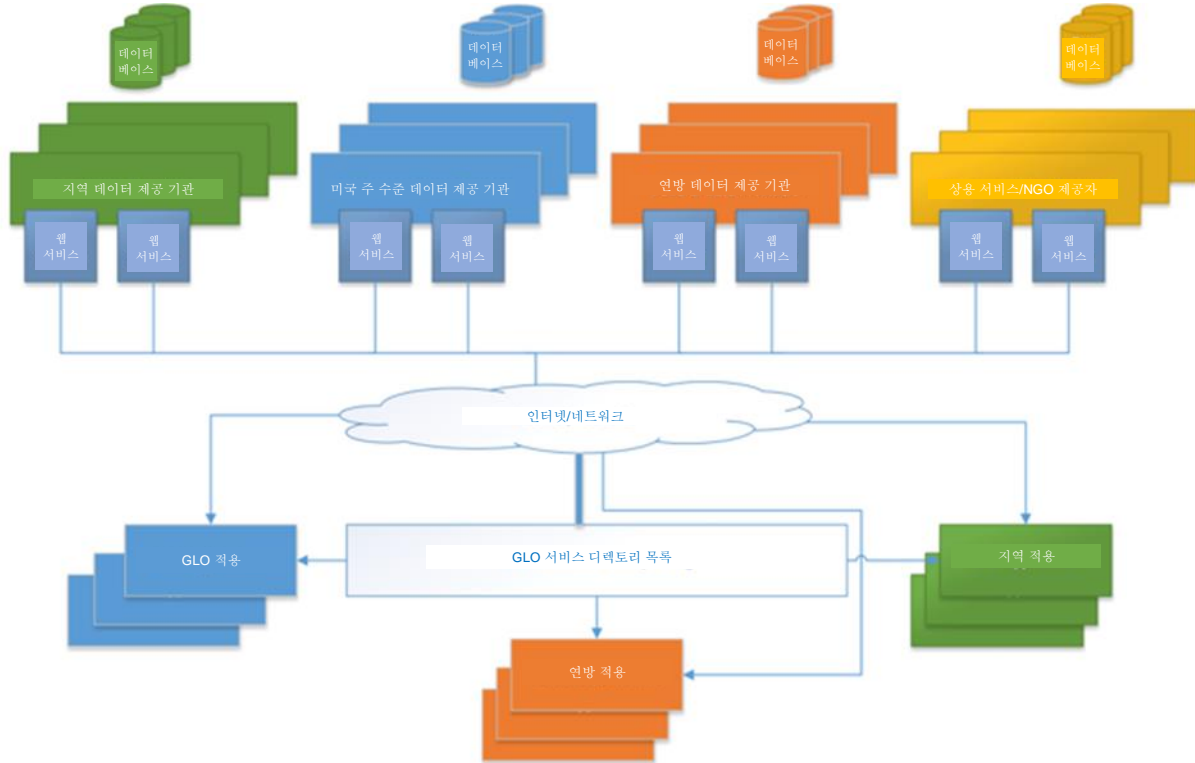 데이터
베이스
데이터
베이스
데이터
베이스
데이터
베이스
지역 데이터 제공 기관
미국 주 수준 데이터 제공 기관
연방 데이터 제공 기관
상용 서비스/NGO 제공자
웹
서비스
웹
서비스
웹
서비스
웹
서비스
웹
서비스
웹
서비스
웹
서비스
웹
서비스
인터넷/네트워크
GLO 적용
GLO 서비스 디렉토리 목록
지역 적용
연방 적용